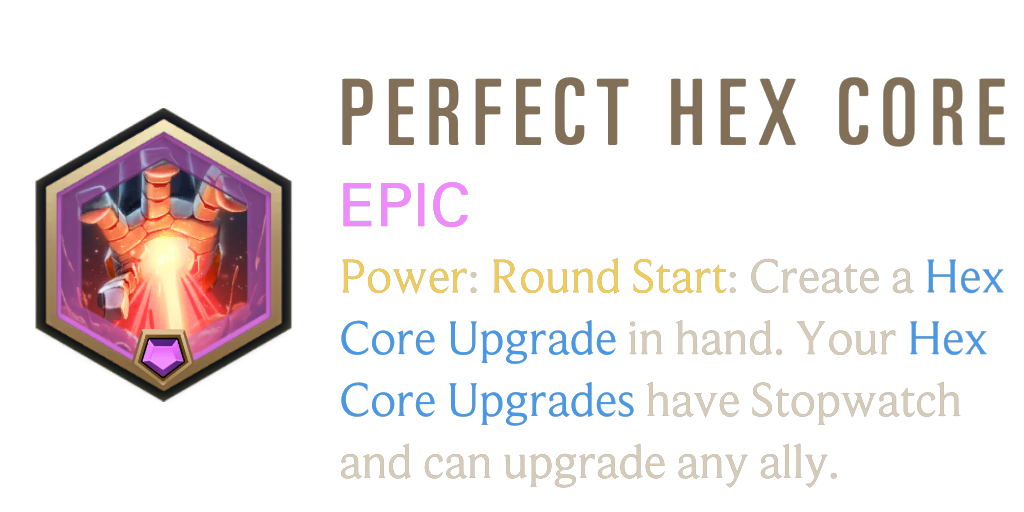 PERFECT HEX CORE
EPIC
Power: Round Start: Create a Hex
Core Upgrade in hand. Your Hex
Core Upgrades have Stopwatch
and can upgrade any ally.